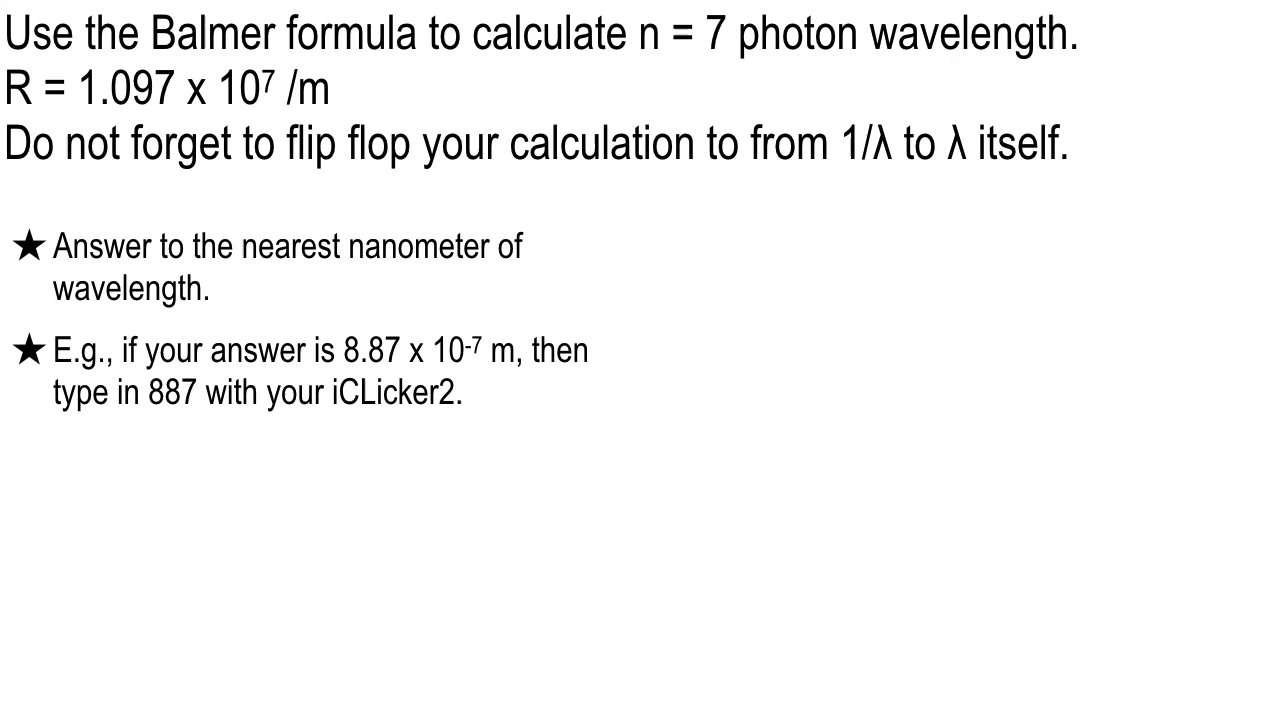 Use the Balmer formula to calculate n = 7 photon wavelength.
R = 1.097 x 10⁷ /m
Do not forget to flip flop your calculation to from 1/λ to λ itself.
★ Answer to the nearest nanometer of
wavelength.
★ E.g., if your answer is 8.87 x 10⁻⁷ m, then
type in 887 with your iCLicker2.